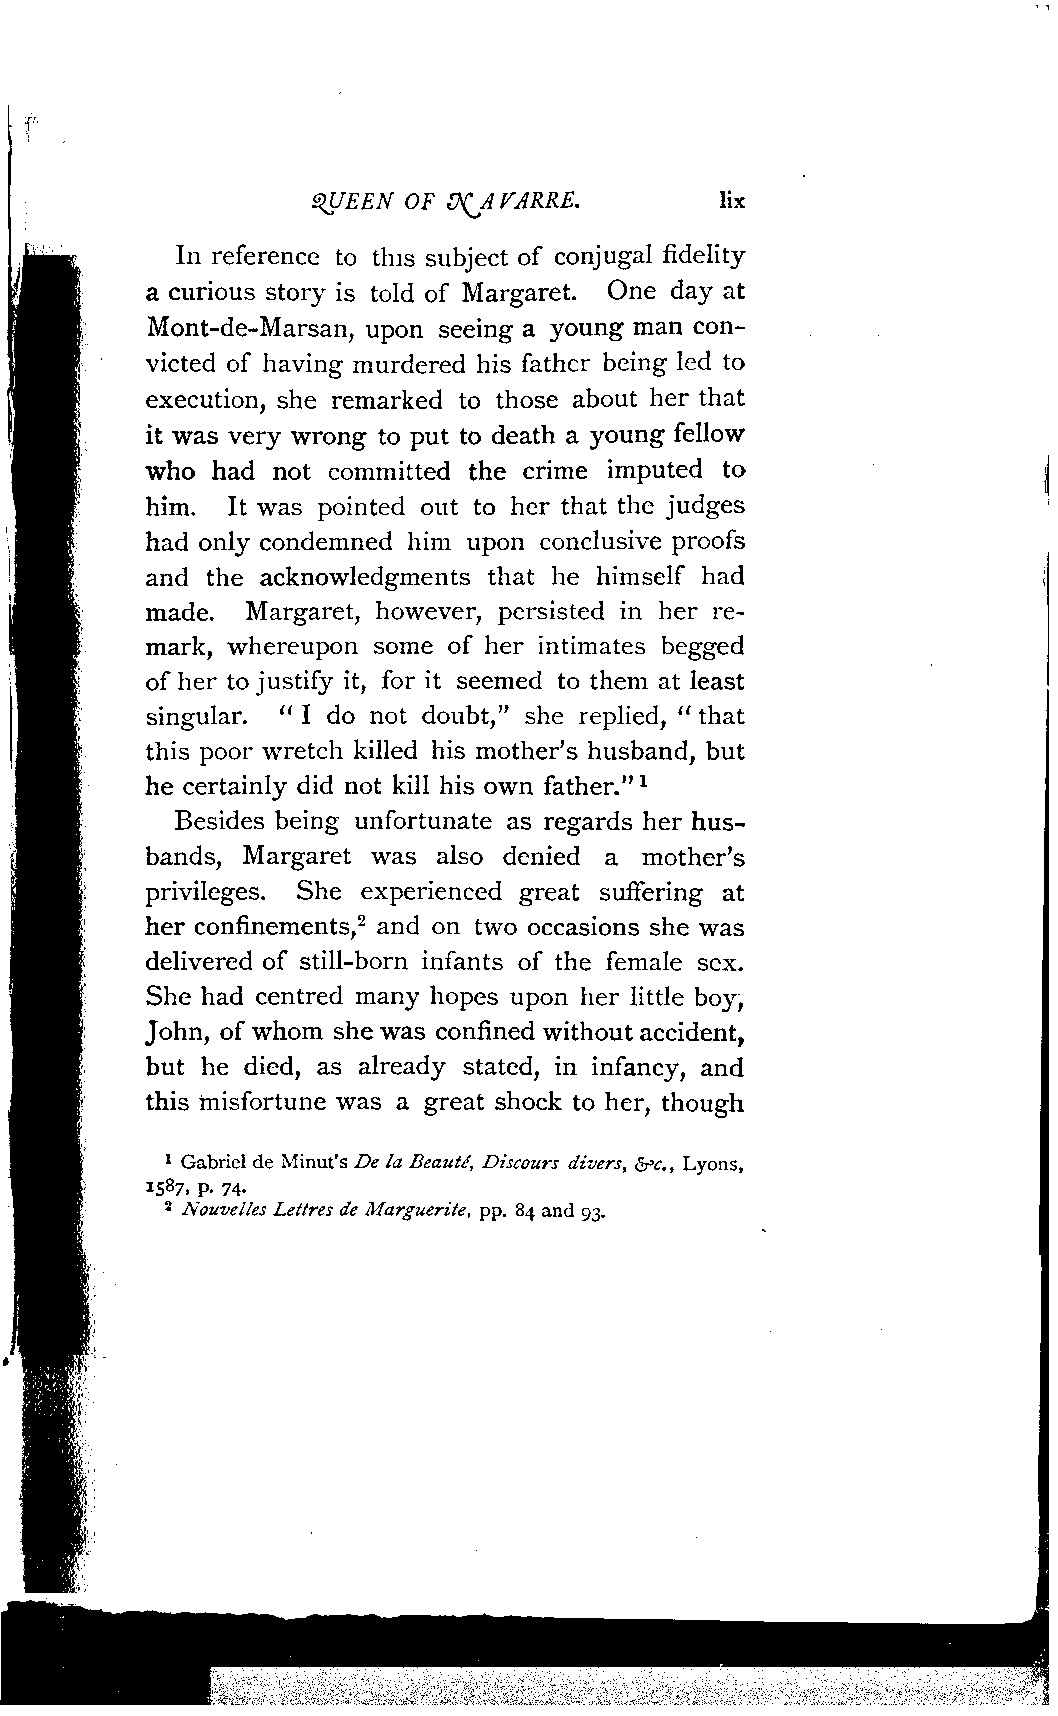 QUEEN OF NAVARRE. lix
In reference to this subject of conjugal fidelity
a curious story is told of Margaret. One day at
Mont-de-Marsan, upon seeing a young man con-
victed of having murdered his father being led to
execution, she remarked to those about her that
it was very wrong to put to death a young fellow
who had not committed the crime imputed to
him. It was pointed out to her that the judges
had only condemned him upon conclusive proofs
and the acknowledgments that he himself had
made. Margaret, however, persisted in her re-
mark, whereupon some of her intimates begged
of her to justify it, for it seemed to them at least
singular. “I do not doubt,” she replied, “that
this poor wretch killed his mother's husband, but
he certainly did not kill his own father.”¹
Besides being unfortunate as regards her hus-
bands, Margaret was also denied a mother's
privileges. She experienced great suffering at
her confinements,² and on two occasions she was
delivered of still-born infants of the female sex.
She had centred many hopes upon her little boy,
John, of whom she was confined without accident,
but he died, as already stated, in infancy, and
this misfortune was a great shock to her, though
¹ Gabriel de Minut's De la Beauté, Discours divers, &c., Lyons,
1587, p. 74.
² Nouvelles Lettres de Marguerite, pp. 84 and 93.